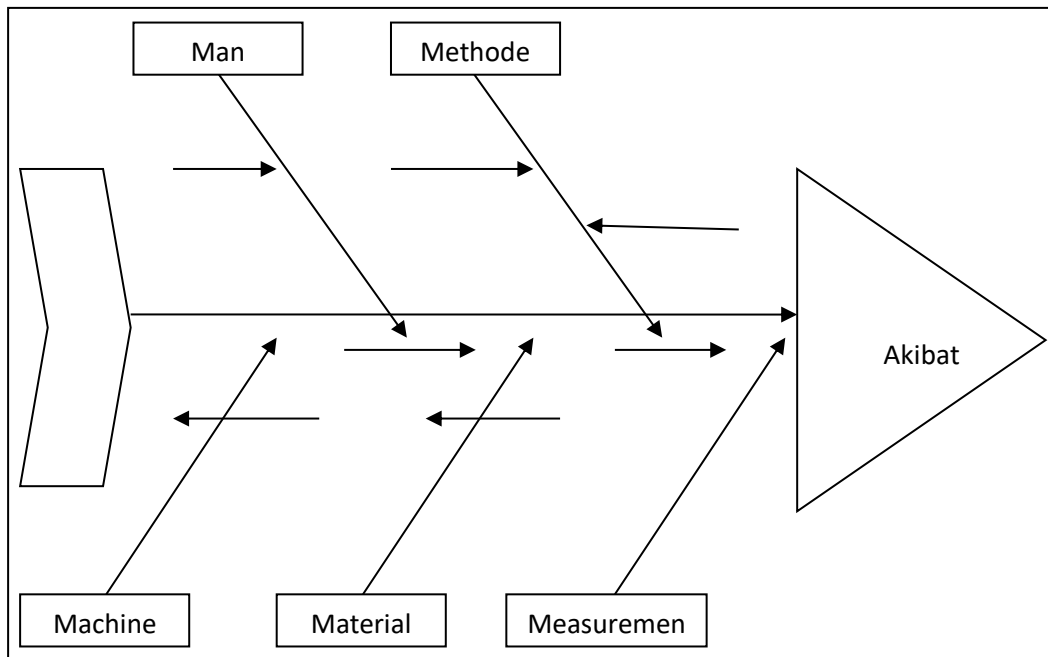 Man
Methode
Akibat
Machine
Material
Measuremen